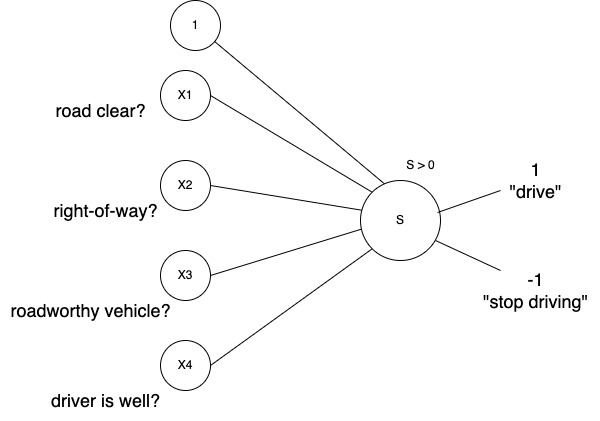 1
X1
road clear?
S > 0
1
"drive"
X2
right-of-way?
S
X3
-1
"stop driving"
roadworthy vehicle?
X4
driver is well?